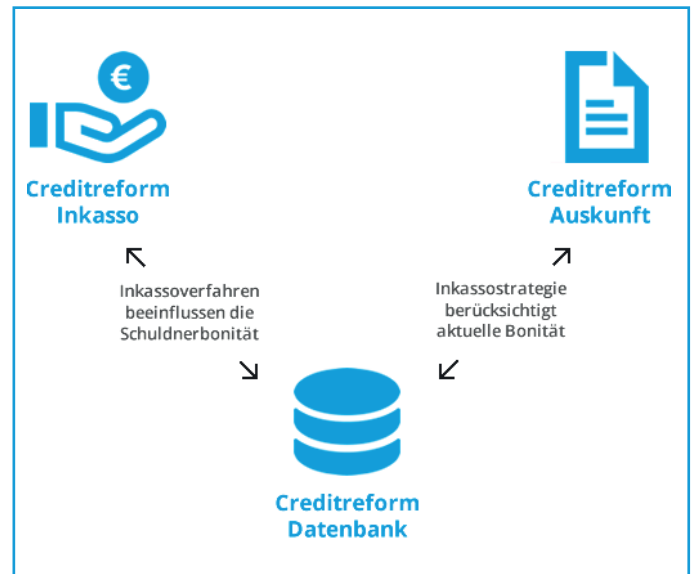 €
Creditreform
Inkasso
Creditreform
Auskunft
Inkassoverfahren
beeinflussen die
Schuldnerbonität
Inkassostrategie
berücksichtigt
aktuelle Bonität
Creditreform
Datenbank